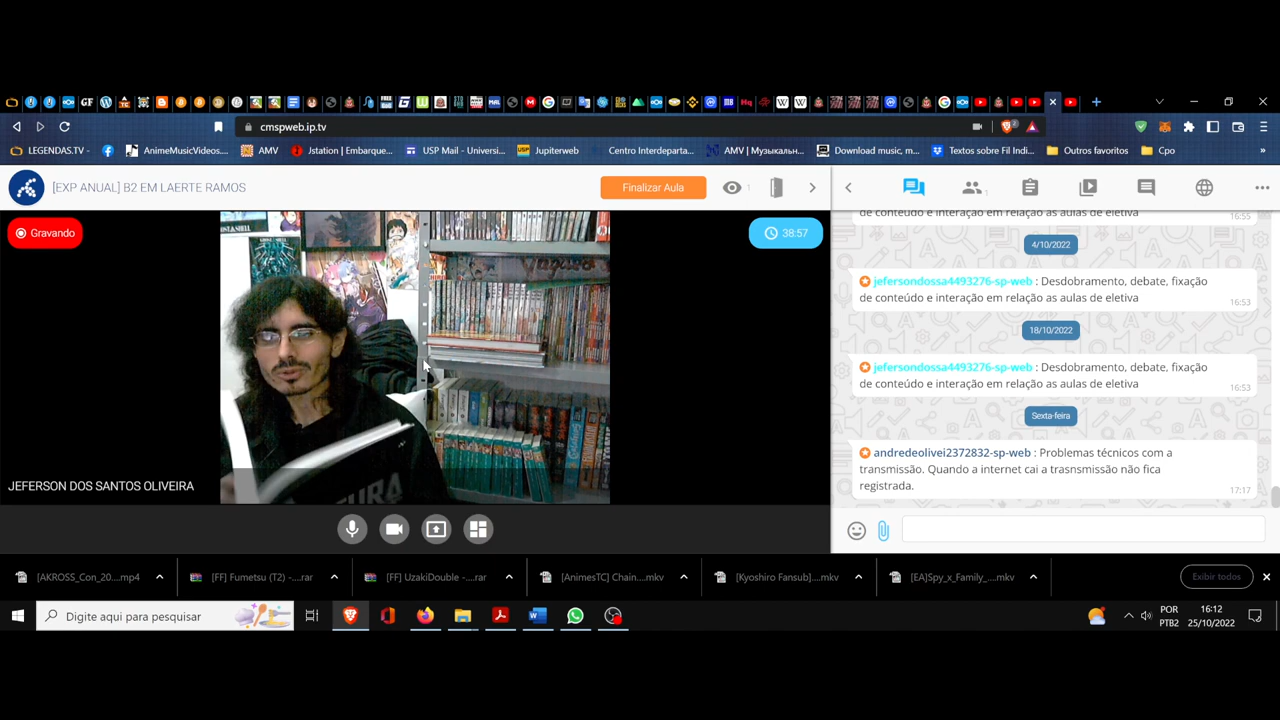 cmspweb.ip.tv
LEGENDAS.TV - AnimeMusicVideos... AMV Jstation | Embarque... USP Mail - Universi... Jupiterweb Centro Interdeparta... AMV | Музыкальн... Download music, m... Textos sobre Fil Indi... Outros favoritos Cpo
[EXP ANUAL] B2 EM LAERTE RAMOS
Finalizar Aula
1
1
Gravando
38:57
JEFERSON DOS SANTOS OLIVEIRA
de conteúdo e interação em relação as aulas de eletiva
16:55
4/10/2022
jefersondossa4493276-sp-web : Desdobramento, debate, fixação
de conteúdo e interação em relação as aulas de eletiva
16:53
18/10/2022
jefersondossa4493276-sp-web : Desdobramento, debate, fixação
de conteúdo e interação em relação as aulas de eletiva
16:53
Sexta-feira
andredeolivei2372832-sp-web : Problemas técnicos com a
transmissão. Quando a internet cai a trasnsmissão não fica
registrada.
17:17
[AKROSS_Con_20....mp4 [FF] Fumetsu (T2) -....rar [FF] UzakiDouble -....rar [AnimesTC] Chain....mkv [Kyoshiro Fansub]....mkv [EA]Spy_x_Family_....mkv Exibir todos
Digite aqui para pesquisar
POR 16:12
PTB2 25/10/2022